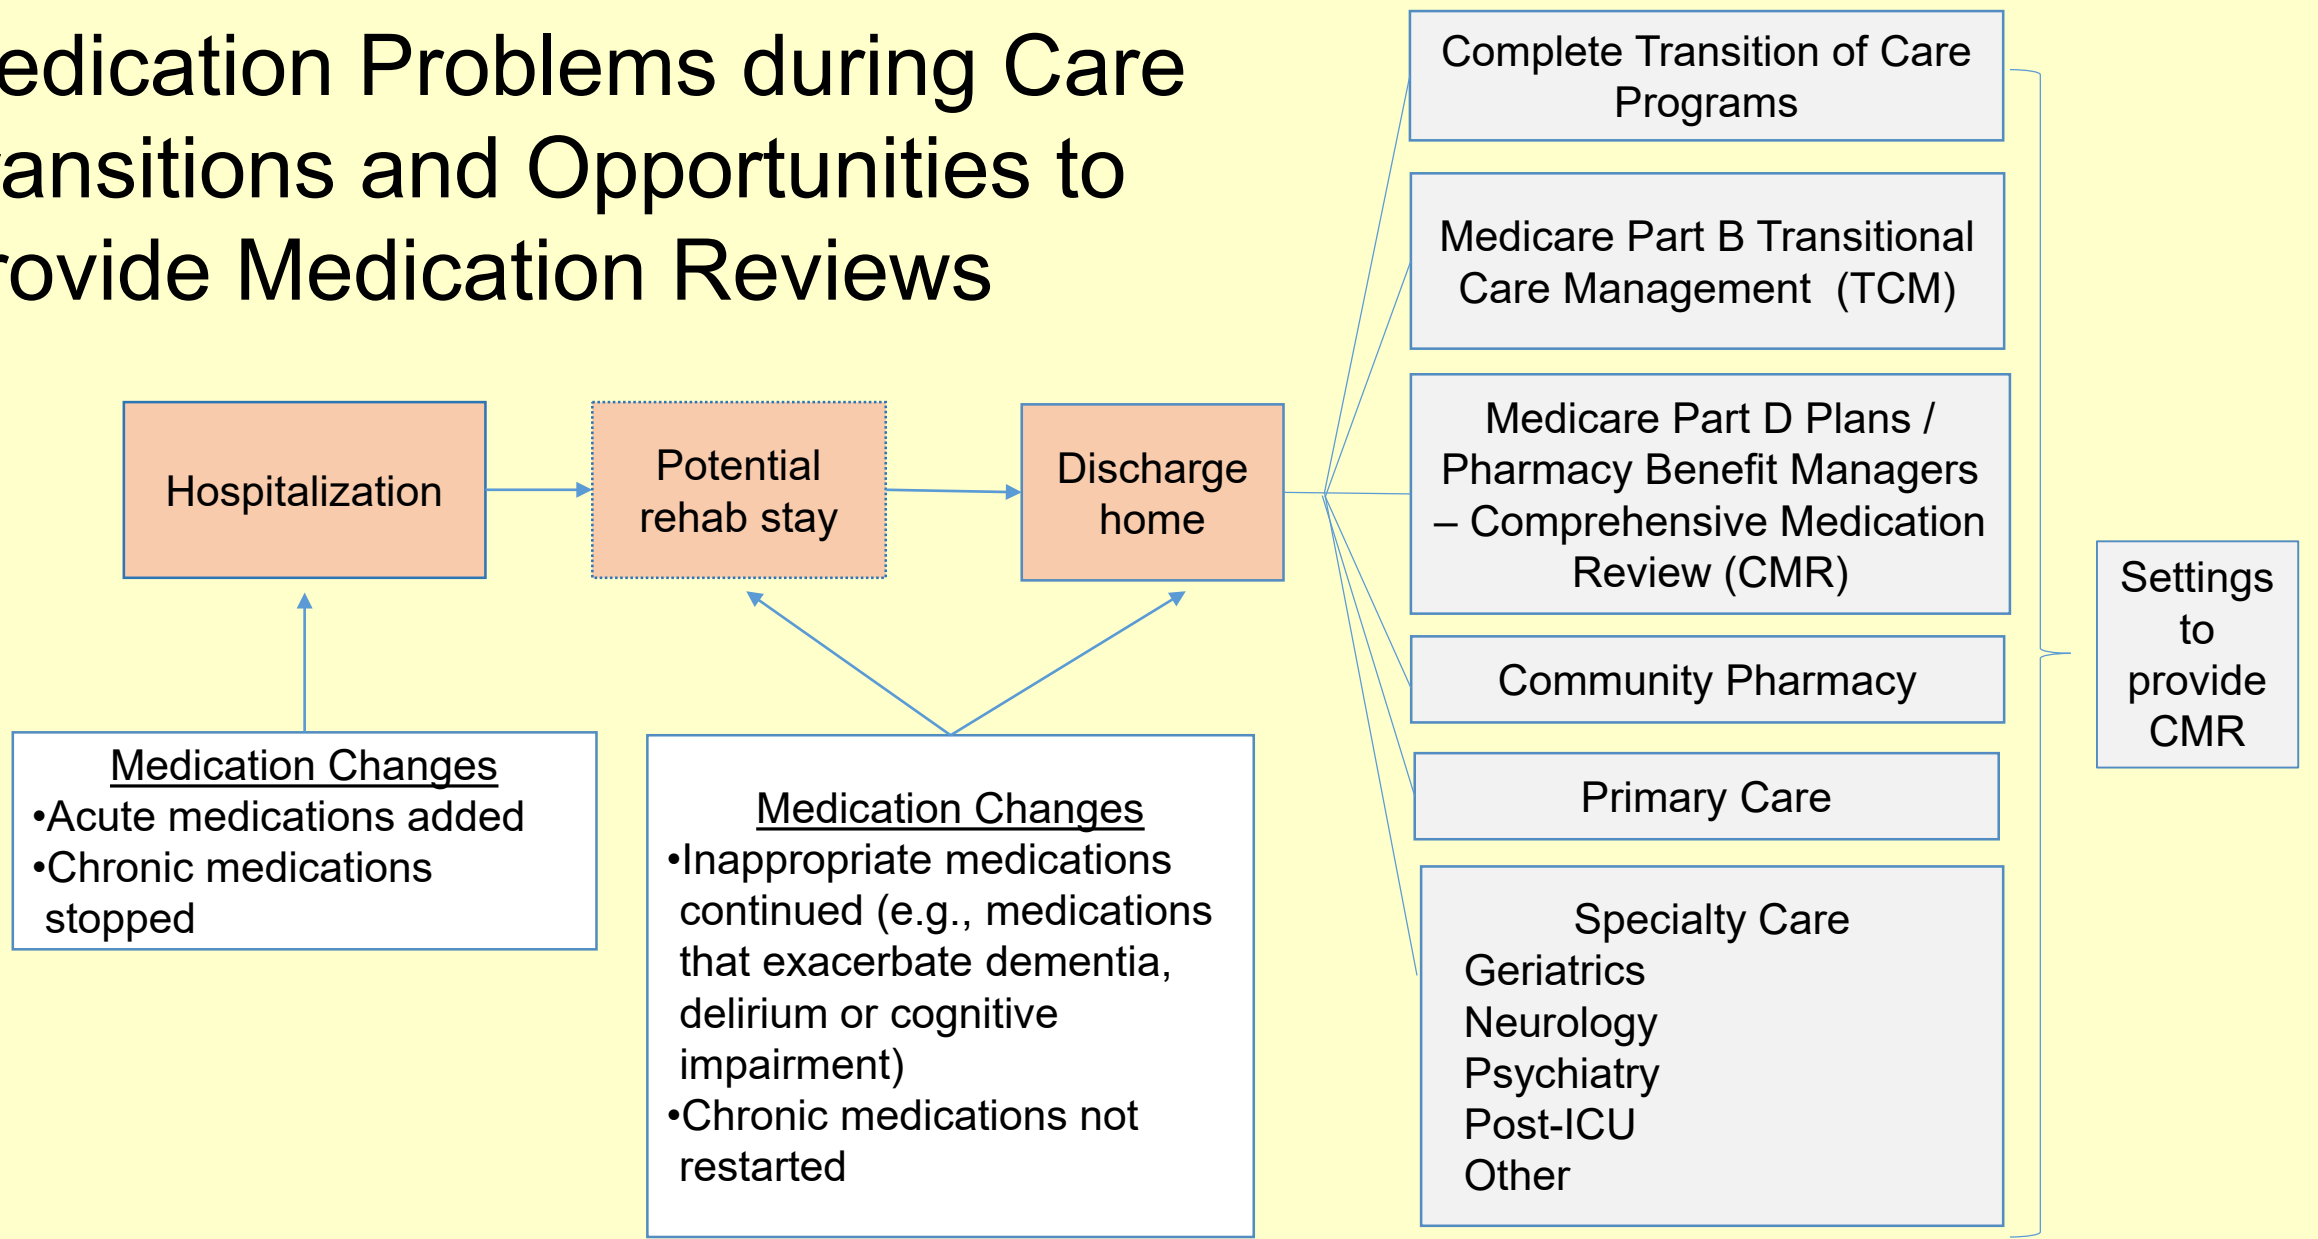 edication Problems during Care
ransitions and Opportunities to
rovide Medication Reviews
Hospitalization
Potential
rehab stay
Discharge
home
Medication Changes
•Acute medications added
•Chronic medications
stopped
Medication Changes
•Inappropriate medications
continued (e.g., medications
that exacerbate dementia,
delirium or cognitive
impairment)
•Chronic medications not
restarted
Complete Transition of Care
Programs
Medicare Part B Transitional
Care Management (TCM)
Medicare Part D Plans /
Pharmacy Benefit Managers
– Comprehensive Medication
Review (CMR)
Community Pharmacy
Primary Care
Specialty Care
Geriatrics
Neurology
Psychiatry
Post-ICU
Other
Settings
to
provide
CMR